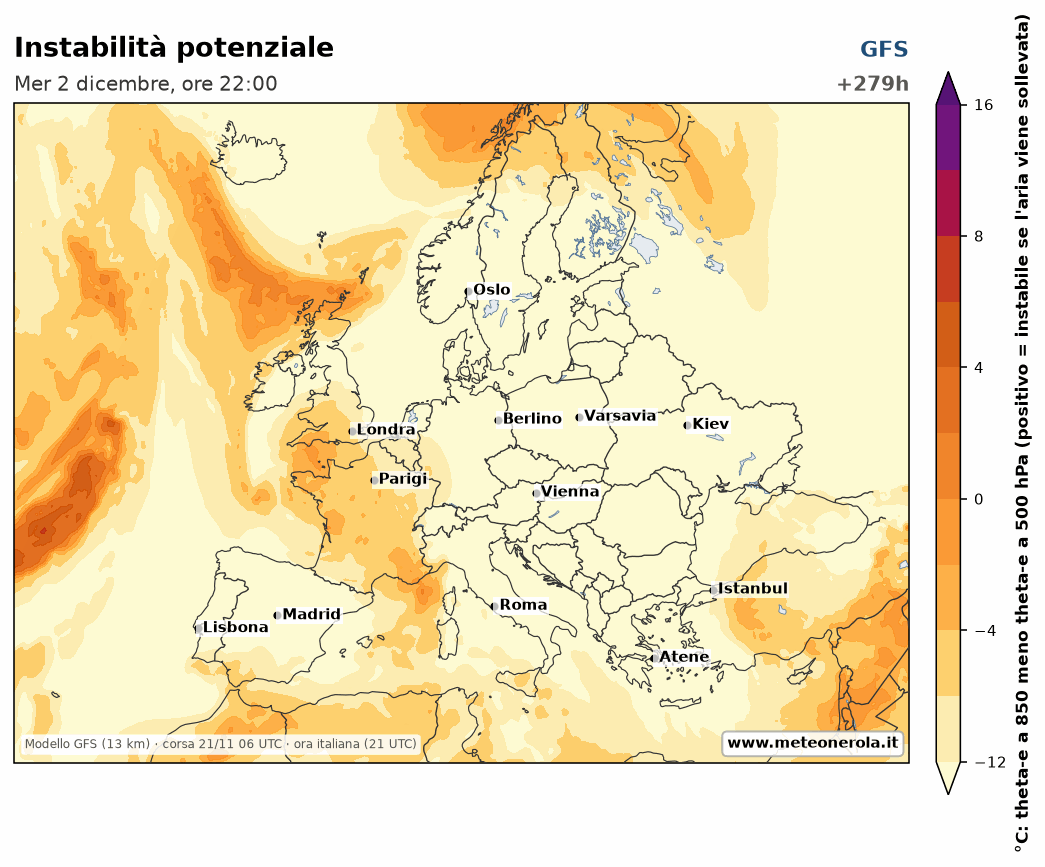 Instabilità potenziale
GFS
Mer 2 dicembre, ore 22:00
+279h
Oslo
Berlino
Varsavia
Kiev
Londra
Parigi
Vienna
Istanbul
Roma
Madrid
Lisbona
Atene
Modello GFS (13 km) · corsa 21/11 06 UTC · ora italiana (21 UTC)
www.meteonerola.it
16
8
4
0
−4
−12
°C: theta-e a 850 meno theta-e a 500 hPa (positivo = instabile se l'aria viene sollevata)